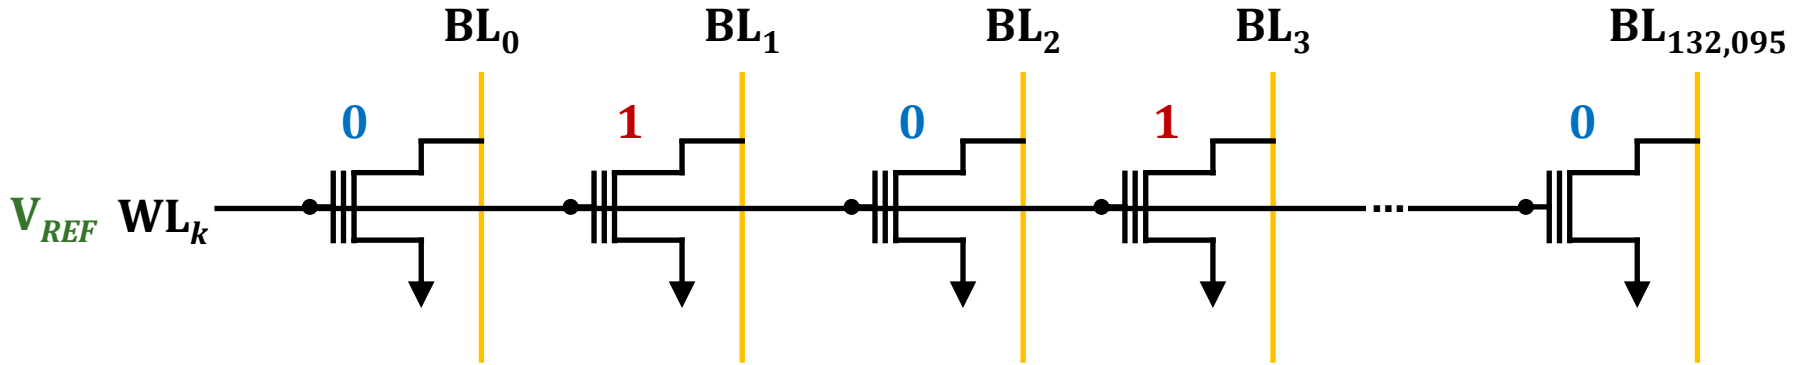 BL0 BL1 BL2 BL3 BL132,095
0 1 0 1 0
VREF WLk ...